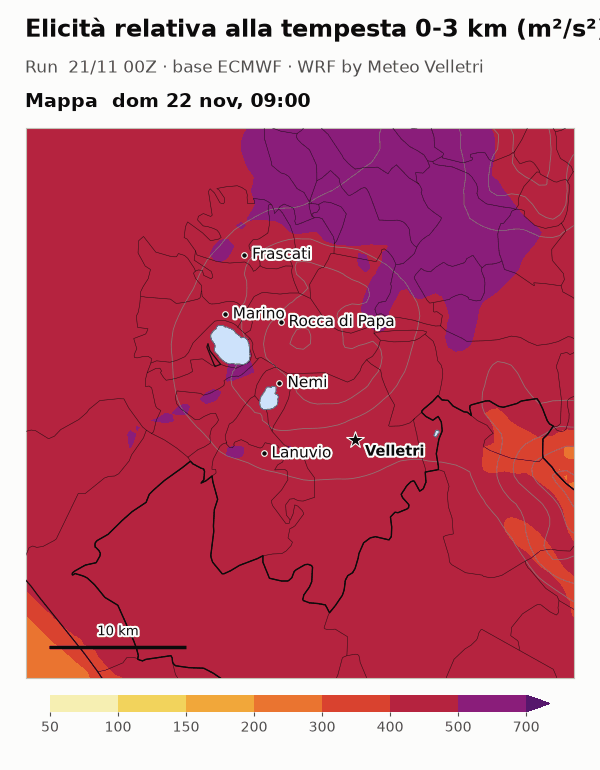 Elicità relativa alla tempesta 0-3 km (m²/s²)
Run 21/11 00Z · base ECMWF · WRF by Meteo Velletri
Mappa dom 22 nov, 09:00
Frascati
Marino
Rocca di Papa
Nemi
Velletri
Lanuvio
10 km
50 100 150 200 300 400 500 700